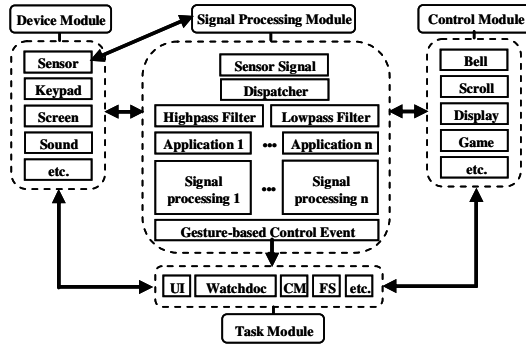 Device Module
Signal Processing Module
Control Module
Sensor
Keypad
Screen
Sound
etc.
Sensor Signal
Dispatcher
Highpass Filter
Lowpass Filter
Application 1
...
Application n
Signal
processing 1
...
Signal
processing n
Gesture-based Control Event
Bell
Scroll
Display
Game
etc.
UI
Watchdoc
CM
FS
etc.
Task Module